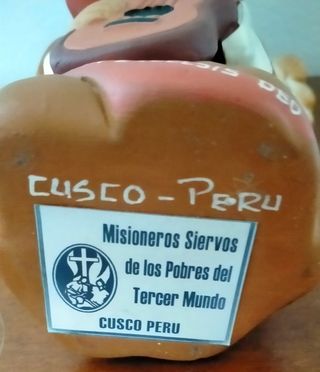 CUSCO - PERU
Misioneros Siervos
de los Pobres del
Tercer Mundo
CUSCO PERU